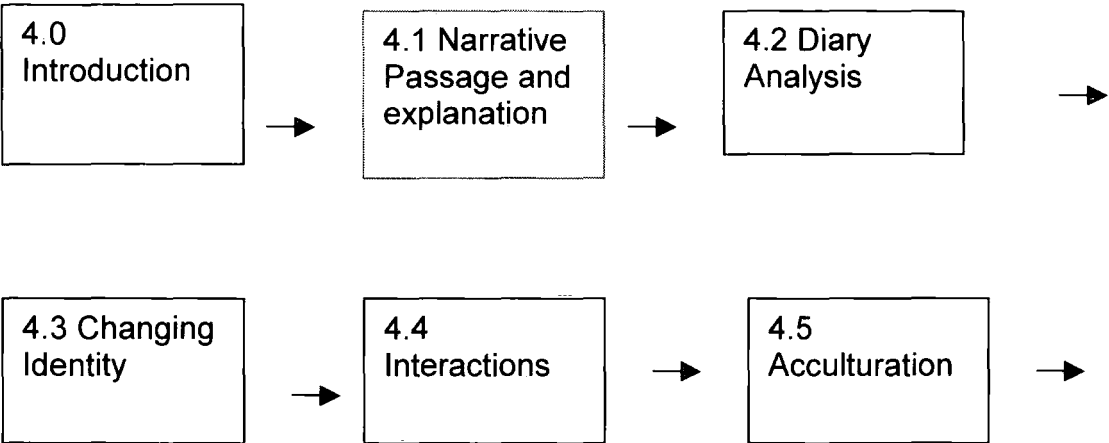 4.0
Introduction
4.1 Narrative
Passage and
explanation
4.2 Diary
Analysis
4.3 Changing
Identity
4.4
Interactions
4.5
Acculturation